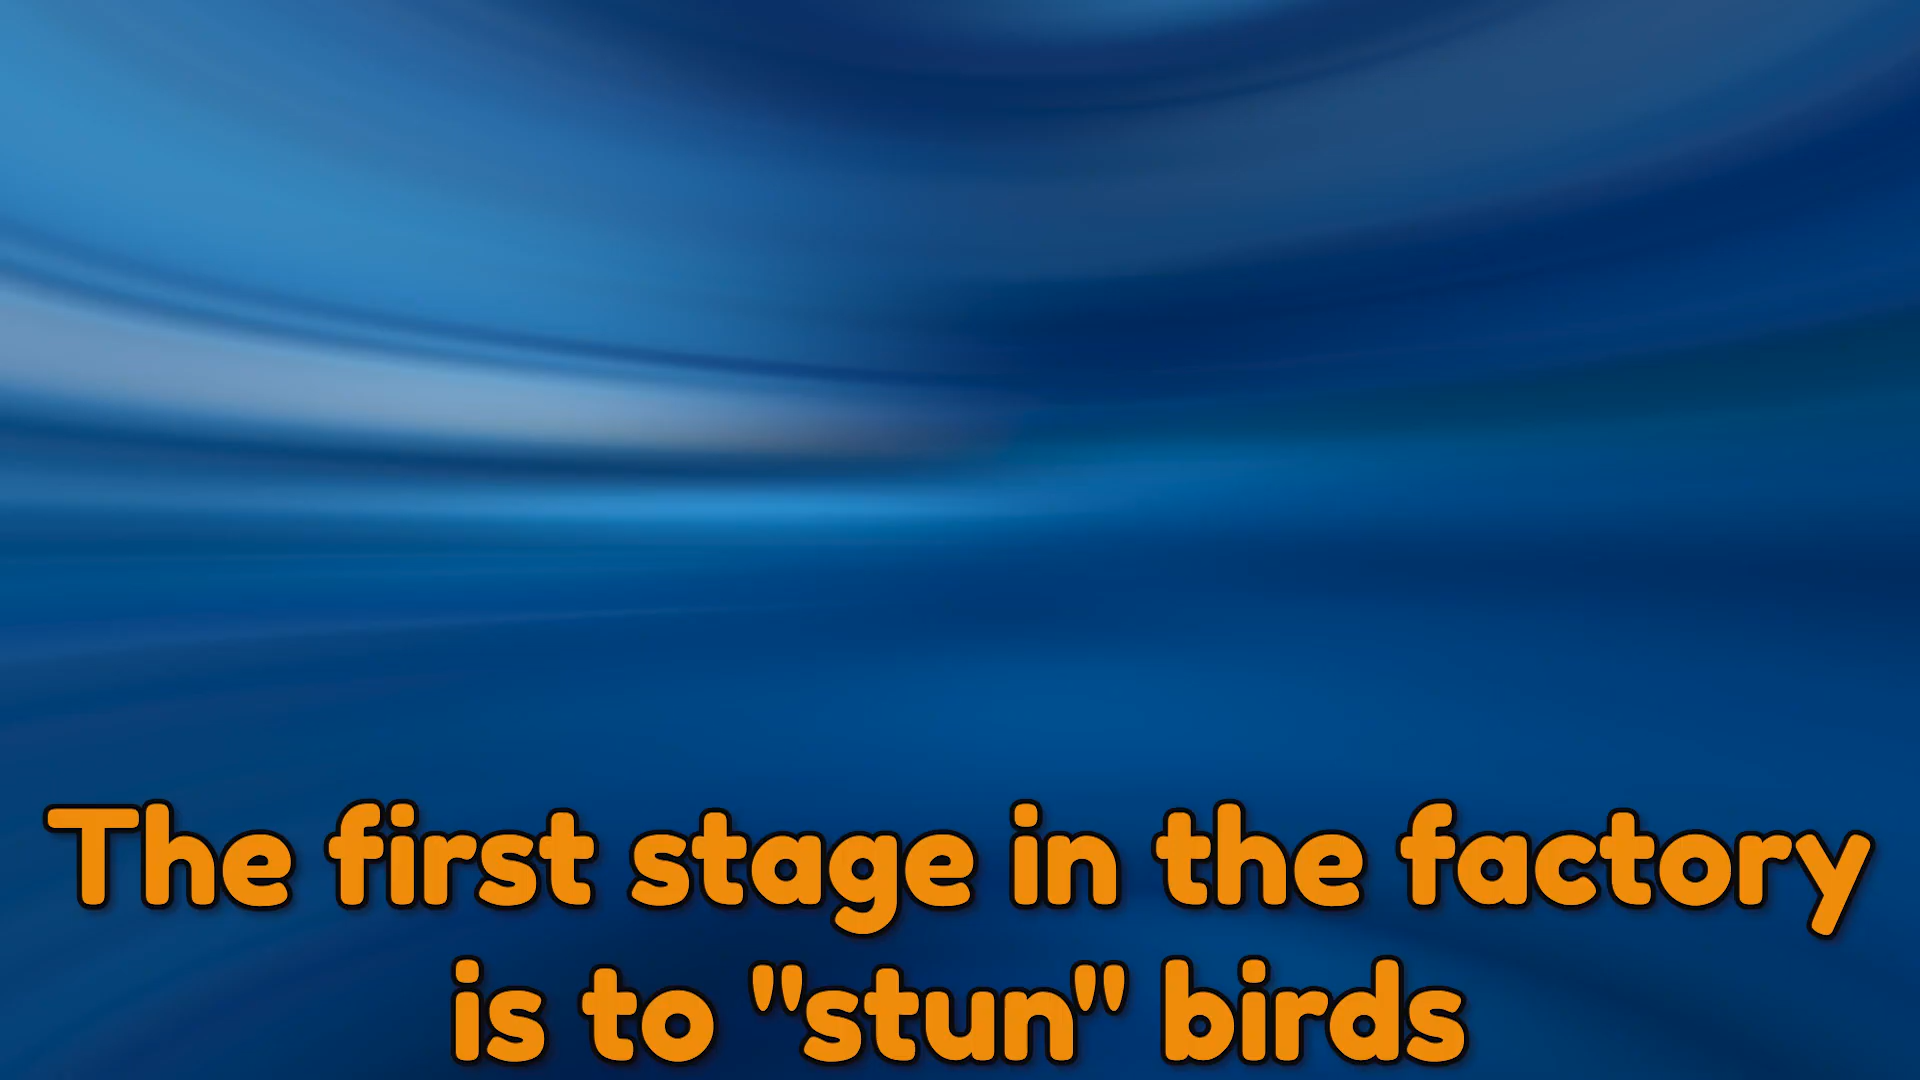 The first stage in the factory
is to "stun" birds